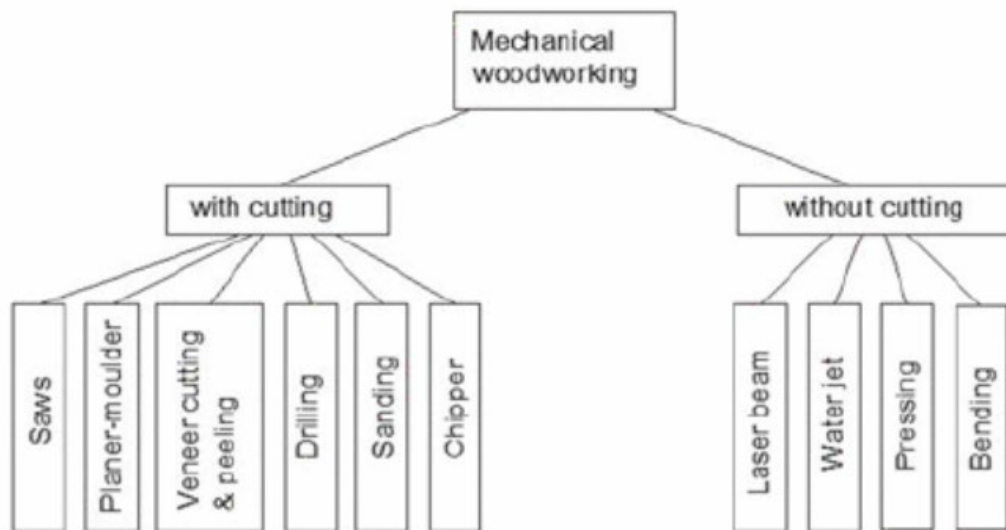 Mechanical
woodworking
with cutting
without cutting
Saws
Planer-moulder
Veneer cutting
& peeling
Drilling
Sanding
Chipper
Laser beam
Water jet
Pressing
Bending